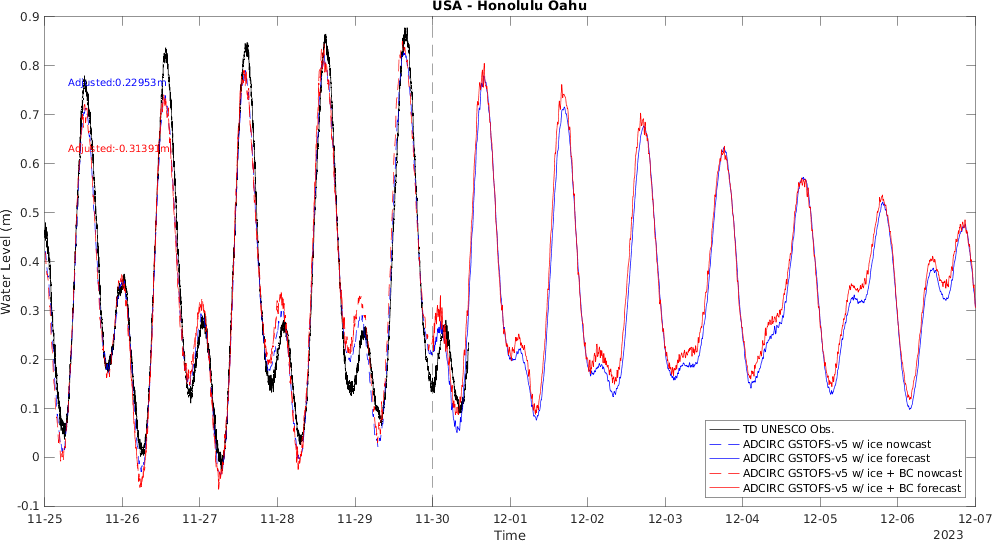 USA - Honolulu Oahu
0.9
0.8
0.7
0.6
0.5
0.4
0.3
0.2
0.1
0
-0.1
Water Level (m)
Adjusted:0.22953m
Adjusted:-0.31391m
TD UNESCO Obs.
ADCIRC GSTOFS-v5 w/ ice nowcast
ADCIRC GSTOFS-v5 w/ ice forecast
ADCIRC GSTOFS-v5 w/ ice + BC nowcast
ADCIRC GSTOFS-v5 w/ ice + BC forecast
11-25 11-26 11-27 11-28 11-29 11-30 12-01 12-02 12-03 12-04 12-05 12-06 12-07
Time
2023